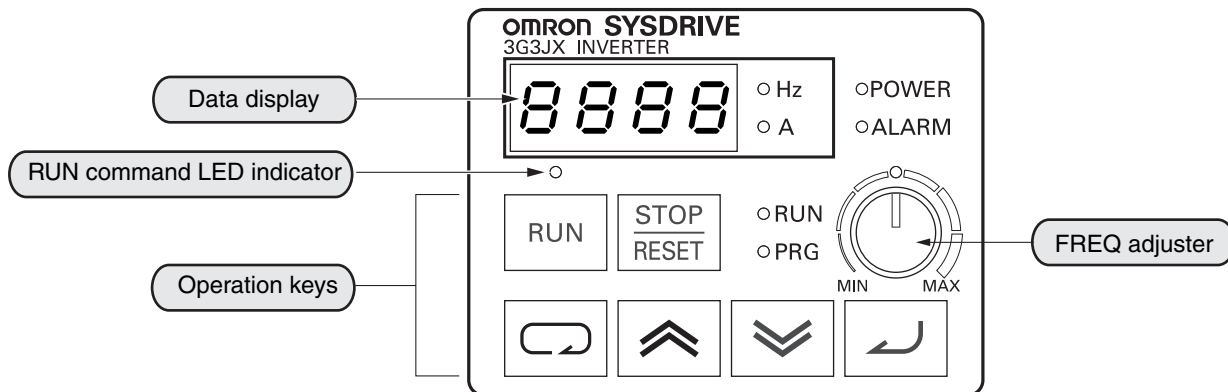 OMRON SYSDRIVE
3G3JX INVERTER
Data display
8888
Hz
POWER
A
ALARM
RUN command LED indicator
RUN
STOP
RESET
RUN
PRG
FREQ adjuster
Operation keys
MIN
MAX